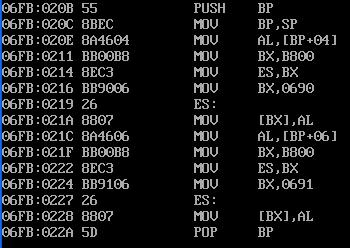 06FB:020B 55 PUSH BP
06FB:020C 8BEC MOV BP,SP
06FB:020E 8A4604 MOV AL,[BP+04]
06FB:0211 BB00B8 MOV BX,B800
06FB:0214 8EC3 MOV ES,BX
06FB:0216 BB9006 MOV BX,0690
06FB:0219 26 ES:
06FB:021A 8807 MOV [BX],AL
06FB:021C 8A4606 MOV AL,[BP+06]
06FB:021F BB00B8 MOV BX,B800
06FB:0222 8EC3 MOV ES,BX
06FB:0224 BB9106 MOV BX,0691
06FB:0227 26 ES:
06FB:0228 8807 MOV [BX],AL
06FB:022A 5D POP BP